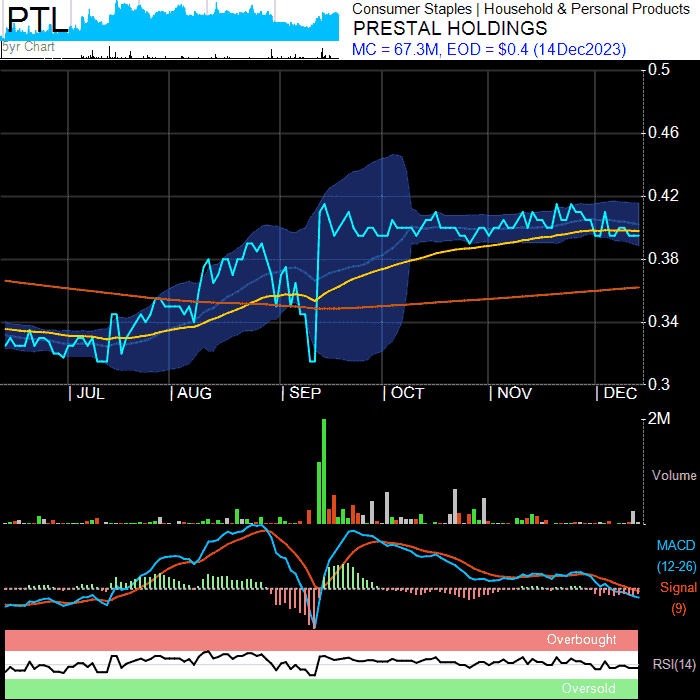 PTL
5yr Chart
Consumer Staples | Household & Personal Products
PRESTAL HOLDINGS
MC = 67.3M, EOD = $0.4 (14Dec2023)
0.5
0.46
0.42
0.38
0.34
0.3
| JUL | AUG | SEP | OCT | NOV | DEC
2M
Volume
MACD
(12-26)
Signal
(9)
Overbought
RSI(14)
Oversold